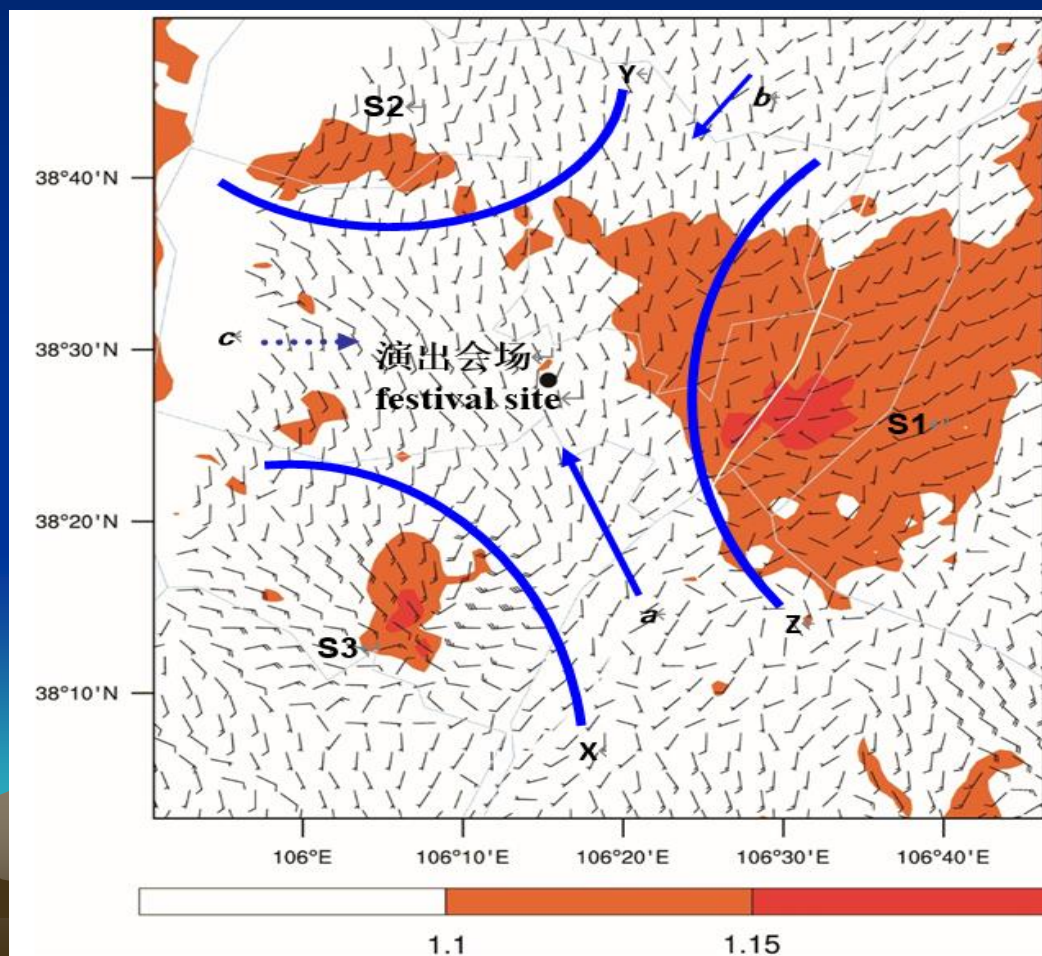 Y
b
S2
38°40'N
c
38°30'N
演出会场
festival site
S1
38°20'N
a
Z
S3
38°10'N
X
106°E
106°10'E
106°20'E
106°30'E
106°40'E
1.1
1.15